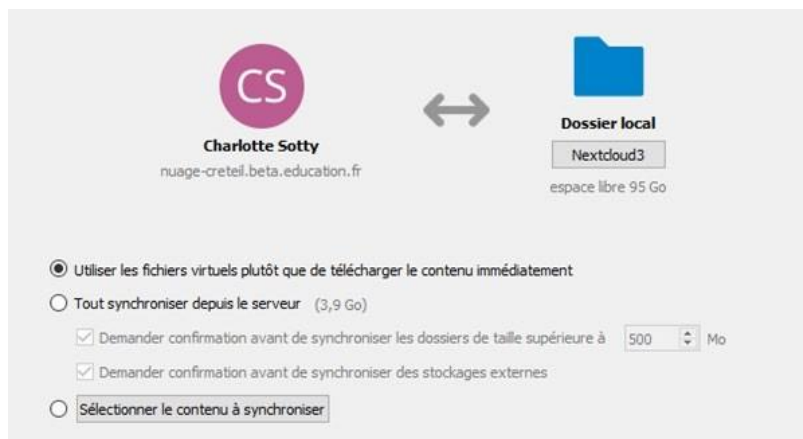 CS
Charlotte Sotty
nuage-creteil.beta.education.fr
Dossier local
Nextcloud3
espace libre 95 Go
Utiliser les fichiers virtuels plutôt que de télécharger le contenu immédiatement
Tout synchroniser depuis le serveur (3,9 Go)
Demander confirmation avant de synchroniser les dossiers de taille supérieure à 500 Mo
Demander confirmation avant de synchroniser des stockages externes
Sélectionner le contenu à synchroniser